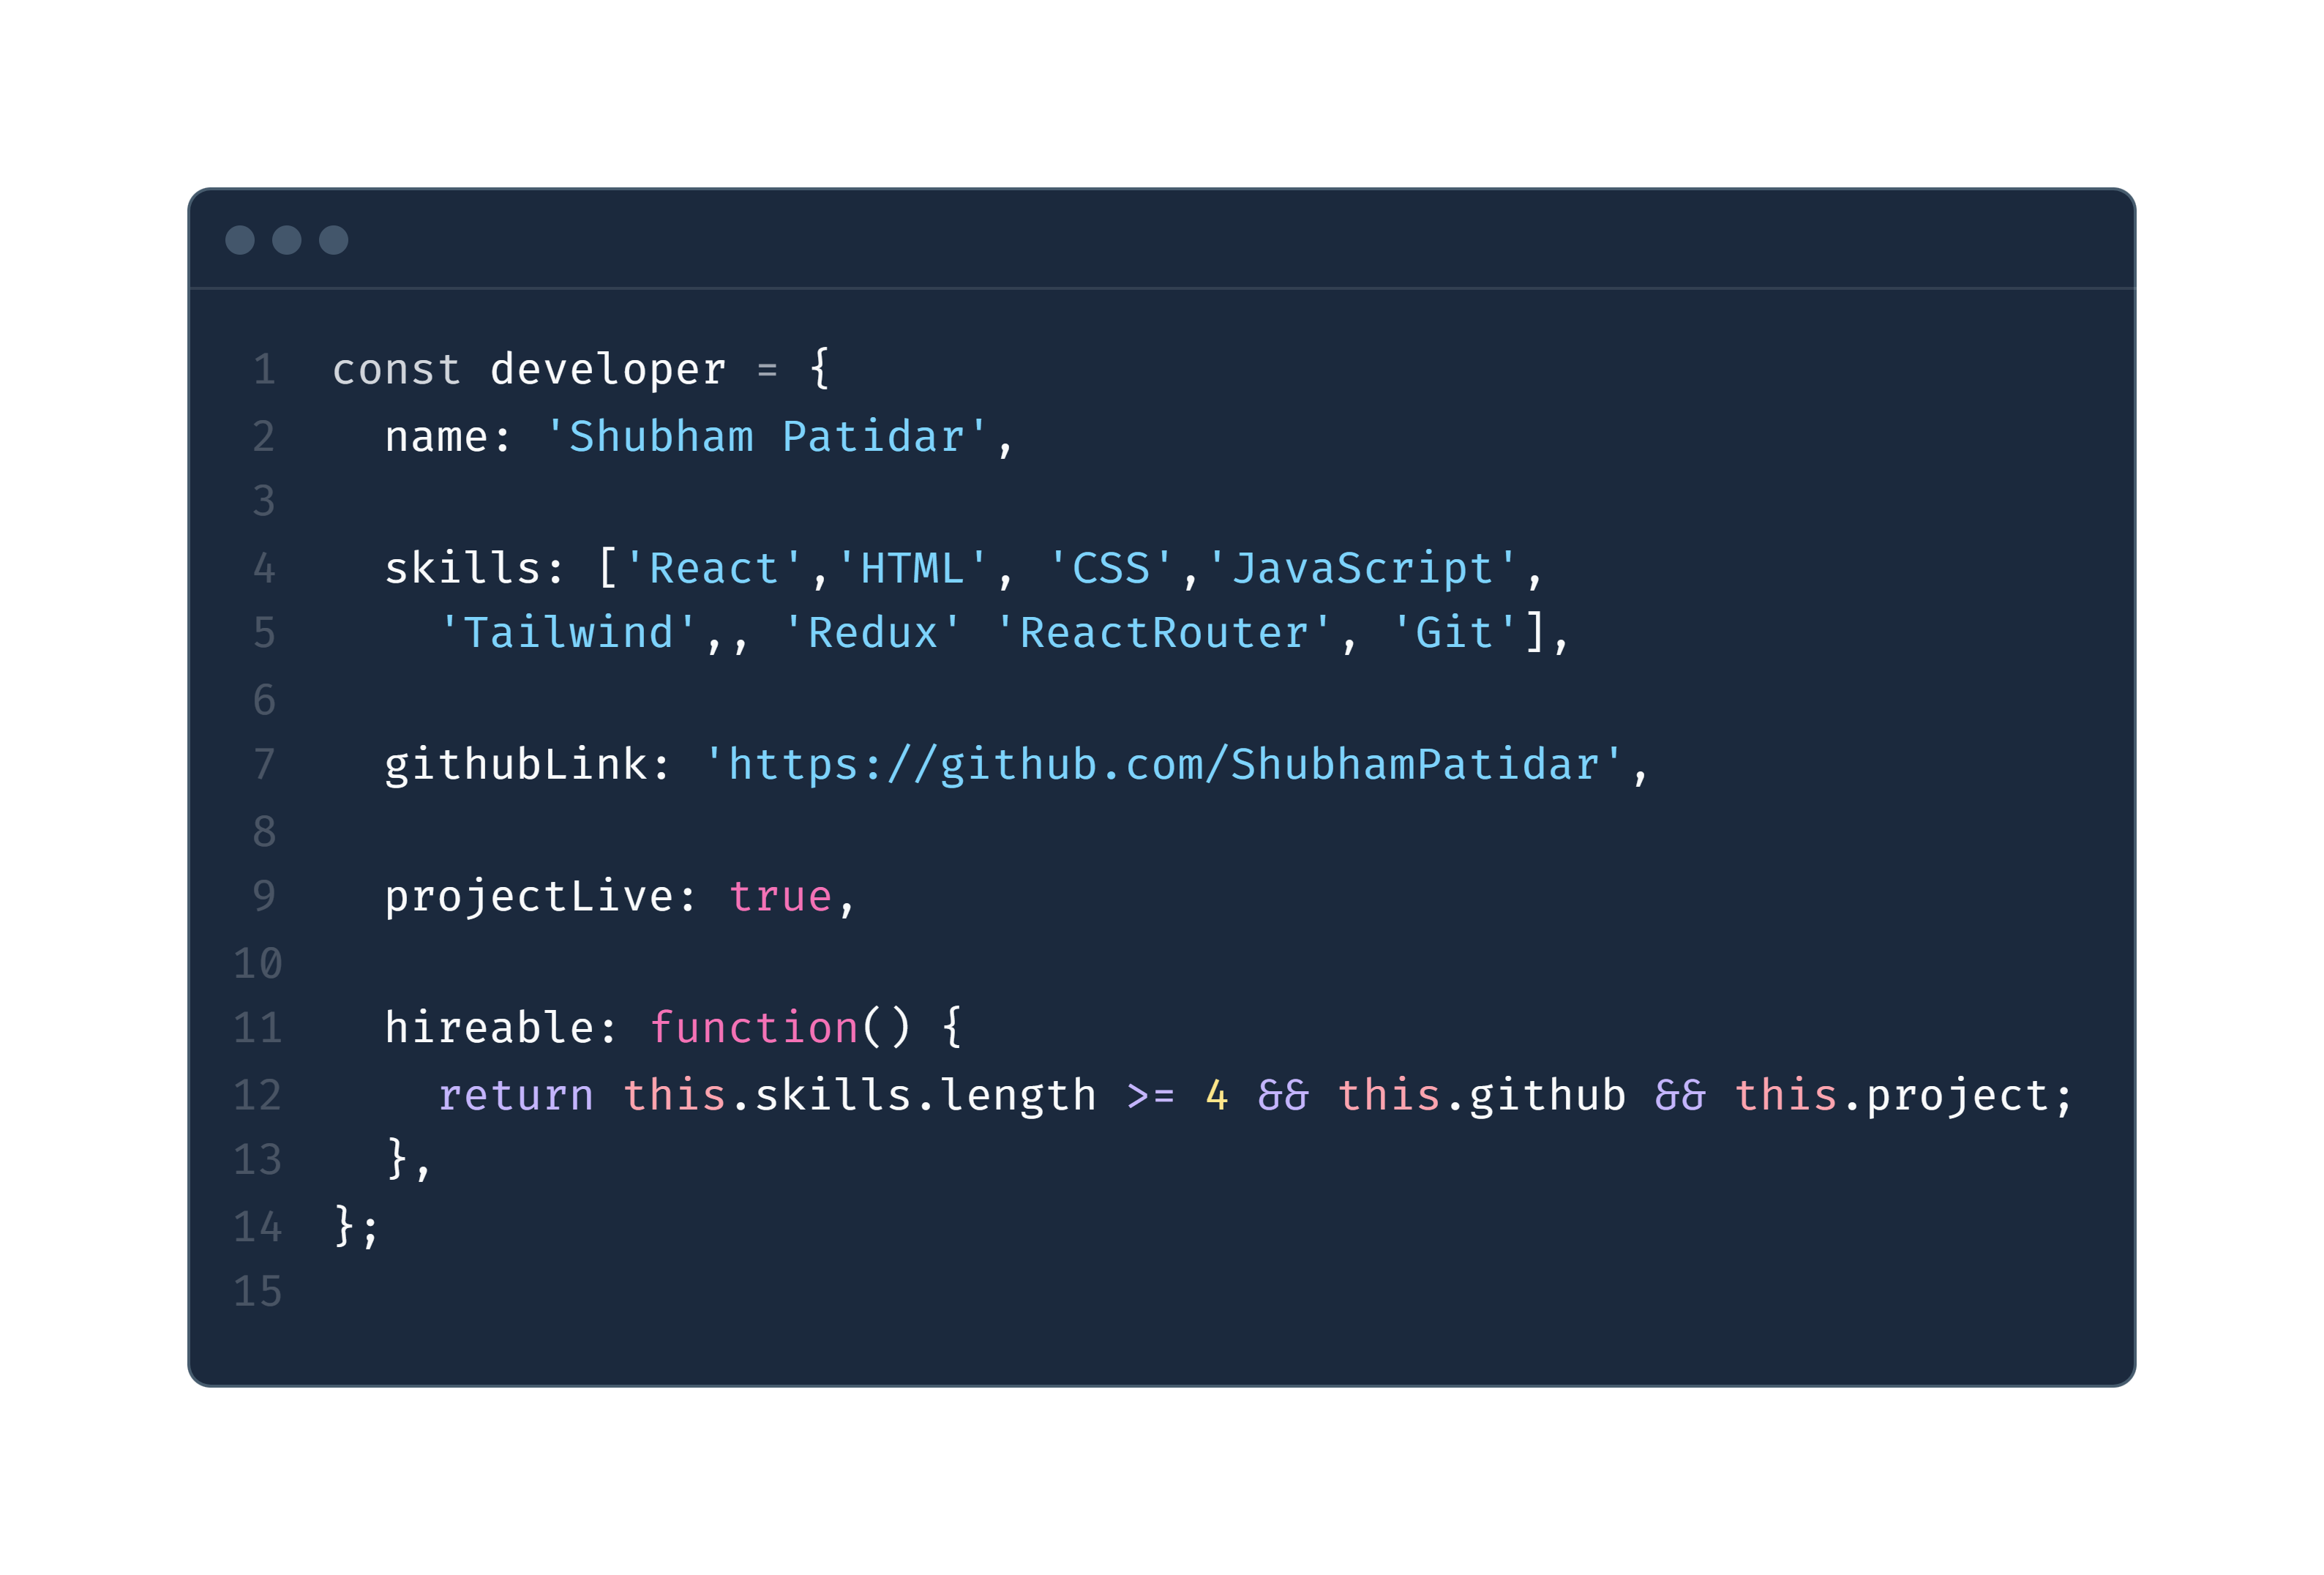 1 const developer = {
2 name: 'Shubham Patidar',
3
4 skills: ['React','HTML', 'CSS','JavaScript',
5 'Tailwind',, 'Redux' 'ReactRouter', 'Git'],
6
7 githubLink: 'https://github.com/ShubhamPatidar',
8
9 projectLive: true,
10
11 hireable: function() {
12 return this.skills.length >= 4 && this.github && this.project;
13 },
14 };
15